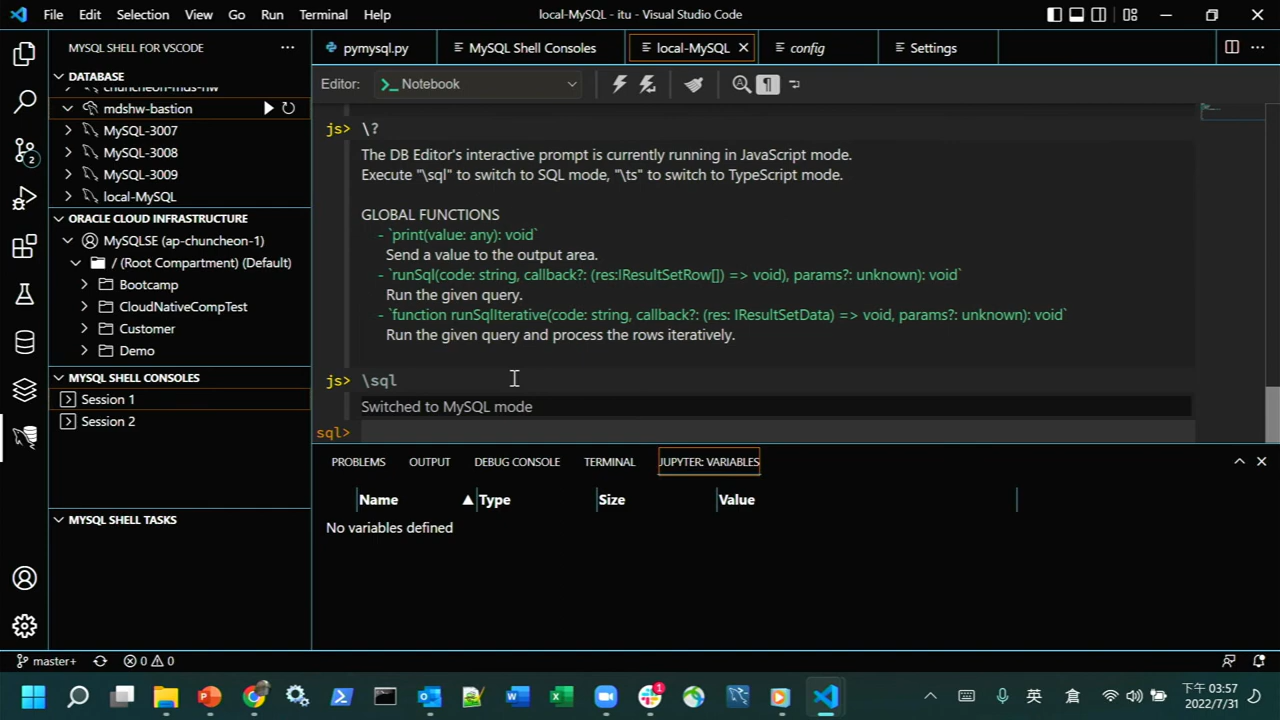 File Edit Selection View Go Run Terminal Help
local-MySQL - itu - Visual Studio Code
MYSQL SHELL FOR VSCODE
pymysql.py
MySQL Shell Consoles
local-MySQL
config
Settings
DATABASE
chuncheon-mds-hw
mdshw-bastion
MySQL-3007
MySQL-3008
MySQL-3009
local-MySQL
ORACLE CLOUD INFRASTRUCTURE
MySQLSE (ap-chuncheon-1)
/ (Root Compartment) (Default)
Bootcamp
CloudNativeCompTest
Customer
Demo
MYSQL SHELL CONSOLES
Session 1
Session 2
MYSQL SHELL TASKS
2
Editor: Notebook
js> \?
The DB Editor's interactive prompt is currently running in JavaScript mode.
Execute "\sql" to switch to SQL mode, "\ts" to switch to TypeScript mode.
GLOBAL FUNCTIONS
- `print(value: any): void`
Send a value to the output area.
- `runSql(code: string, callback?: (res:IResultSetRow[]) => void), params?: unknown): void`
Run the given query.
- `function runSqlIterative(code: string, callback?: (res: IResultSetData) => void, params?: unknown): void`
Run the given query and process the rows iteratively.
js> \sql
Switched to MySQL mode
sql>
PROBLEMS OUTPUT DEBUG CONSOLE TERMINAL JUPYTER: VARIABLES
Name Type Size Value
No variables defined
master+ 0 0
1
英
倉
下午 03:57
2022/7/31